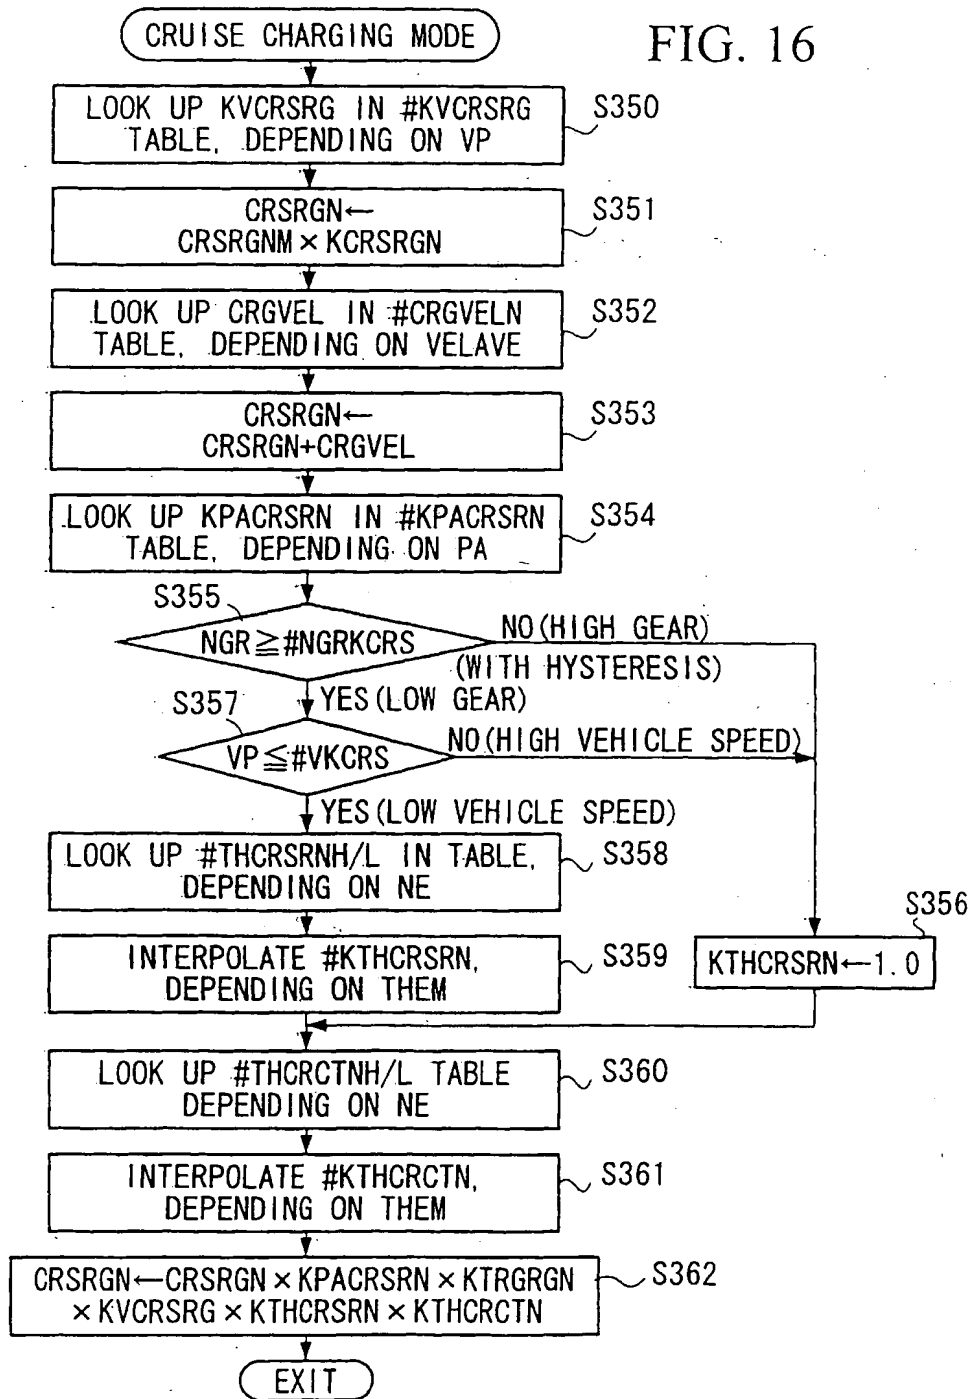 CRUISE CHARGING MODE
FIG. 16
LOOK UP KVCRSRG IN #KVCRSRG
TABLE, DEPENDING ON VP
S350
CRSRGN←
CRSRGNM×KCRSRGN
S351
LOOK UP CRGVEL IN #CRGVELN
TABLE, DEPENDING ON VELAVE
S352
CRSRGN←
CRSRGN+CRGVEL
S353
LOOK UP KPACRSRN IN #KPACRSRN
TABLE, DEPENDING ON PA
S354
S355
NGR≧#NGRKCRS
NO(HIGH GEAR)
(WITH HYSTERESIS)
YES(LOW GEAR)
S357
VP≦#VKCRS
NO(HIGH VEHICLE SPEED)
YES(LOW VEHICLE SPEED)
LOOK UP #THCRSRNH/L IN TABLE,
DEPENDING ON NE
S358
S356
KTHCRSRN←1.0
INTERPOLATE #KTHCRSRN,
DEPENDING ON THEM
S359
LOOK UP #THCRCTNH/L TABLE
DEPENDING ON NE
S360
INTERPOLATE #KTHCRCTN,
DEPENDING ON THEM
S361
CRSRGN←CRSRGN×KPACRSRN×KTRGRGN
×KVCRSRG×KTHCRSRN×KTHCRCTN
S362
EXIT